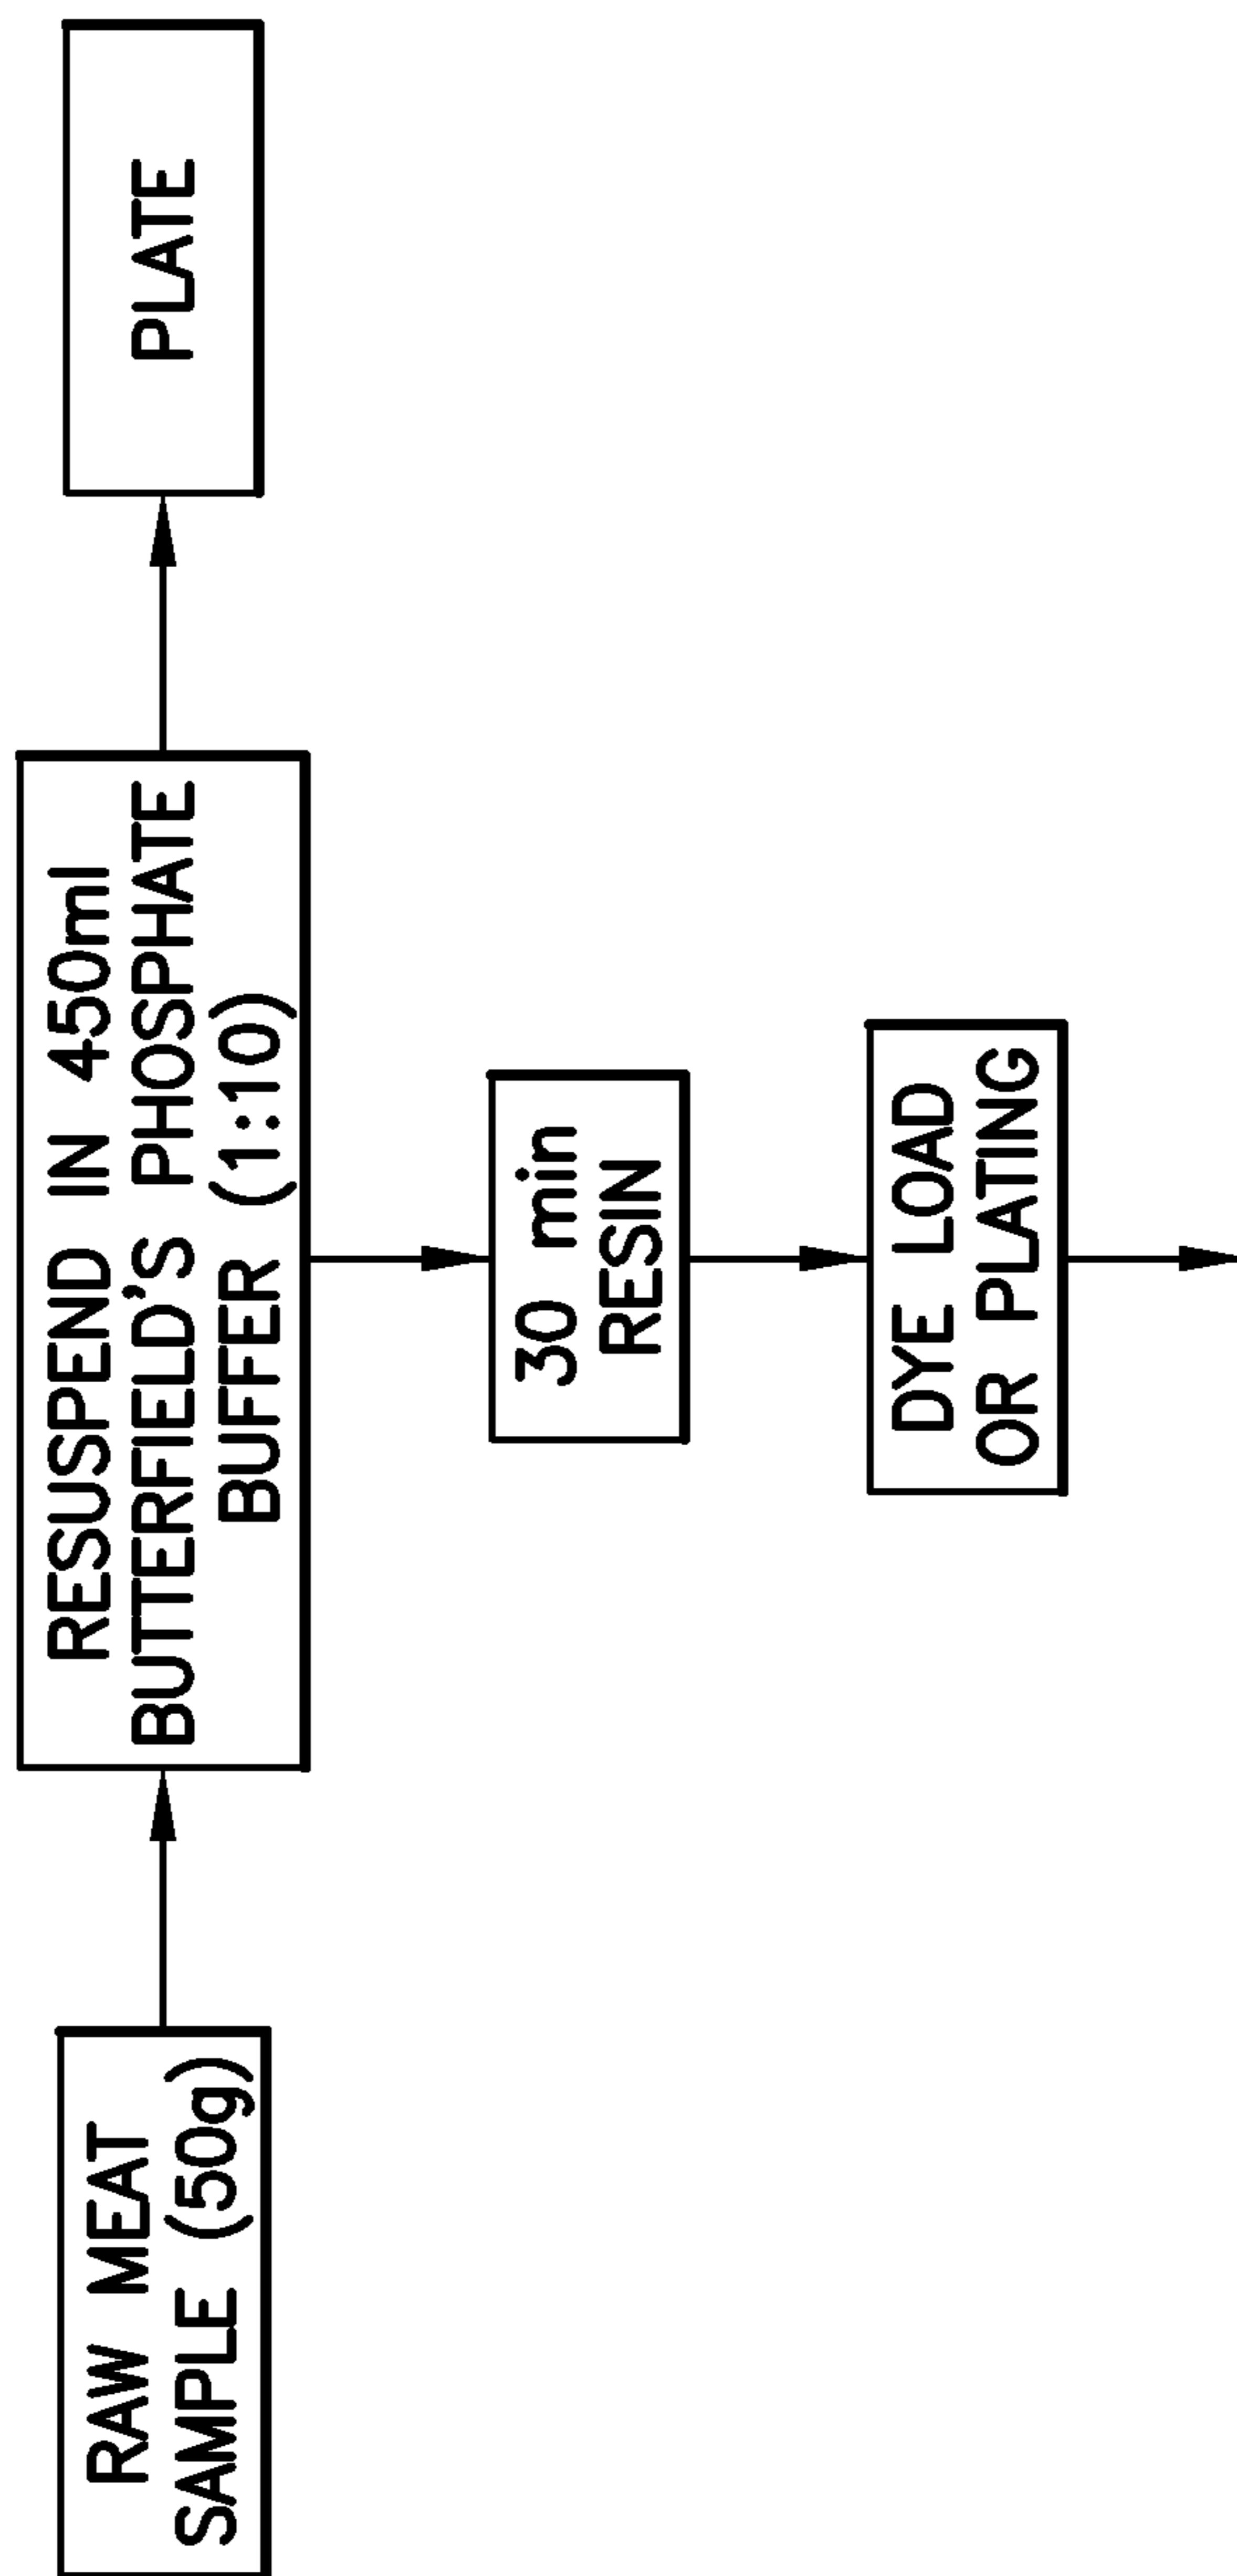 RAW MEAT
SAMPLE (50g)
RESUSPEND IN 450ml
BUTTERFIELD'S PHOSPHATE
BUFFER (1:10)
PLATE
30 min
RESIN
DYE LOAD
OR PLATING